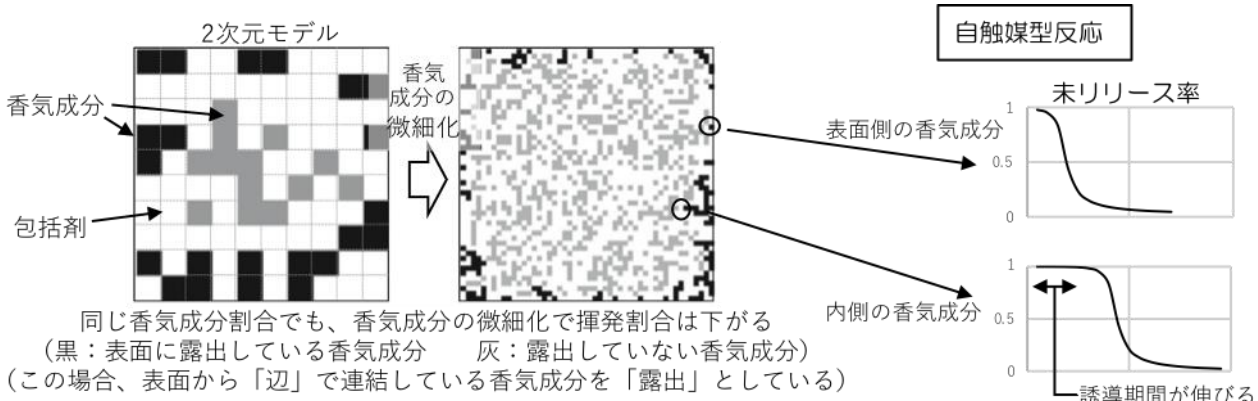 2次元モデル
香気成分
包括剤
香気
成分の
微細化
自触媒型反応
未リリース率
表面側の香気成分
1
0.5
0
内側の香気成分
1
0.5
0
誘導期間が伸びる
同じ香気成分割合でも、香気成分の微細化で揮発割合は下がる
(黒:表面に露出している香気成分 灰:露出していない香気成分)
(この場合、表面から「辺」で連結している香気成分を「露出」としている)